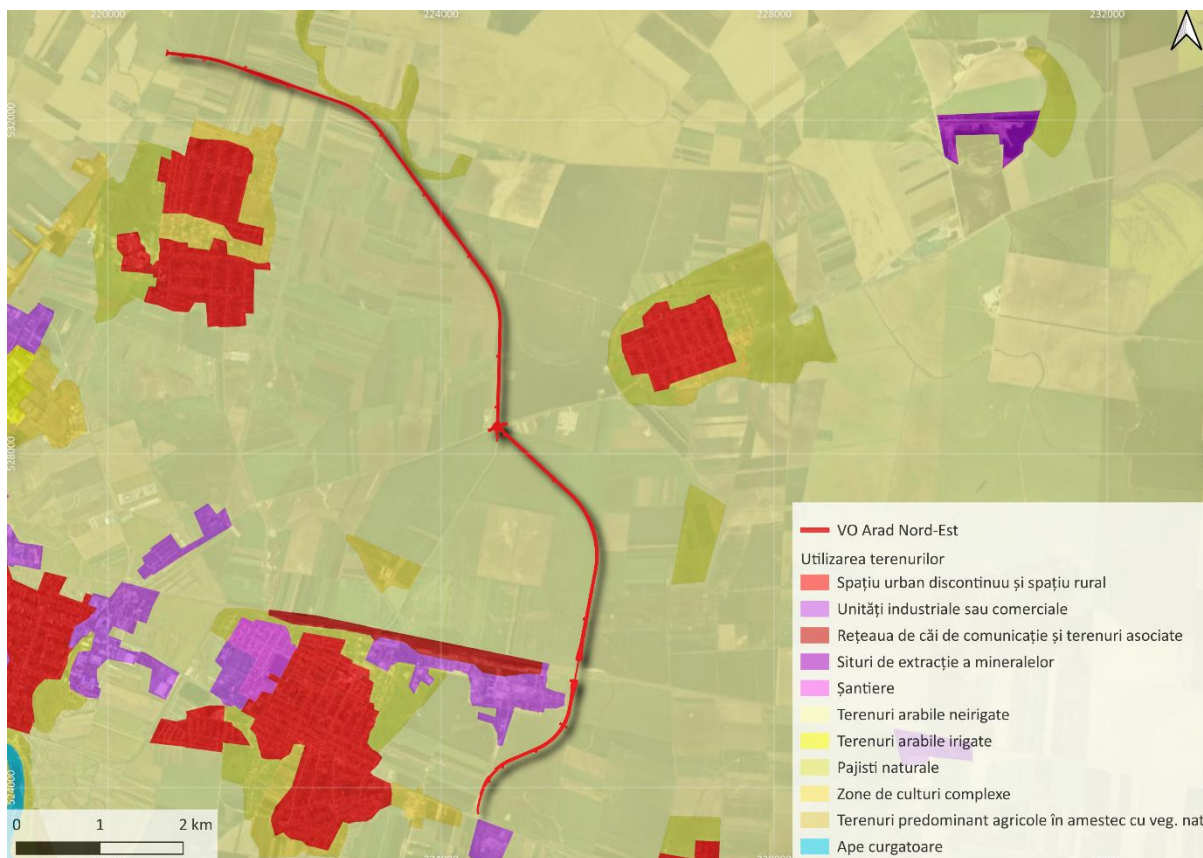 220000
224000
228000
232000
532000
528000
524000
224000
228000
VO Arad Nord-Est
Utilizarea terenurilor
Spațiu urban discontinuu și spațiu rural
Unități industriale sau comerciale
Rețeaua de căi de comunicație și terenuri asociate
Situri de extracție a mineralelor
Șantiere
Terenuri arabile neirigate
Terenuri arabile irigate
Pajisti naturale
Zone de culturi complexe
Terenuri predominant agricole în amestec cu veg. nat
Ape curgatoare
0 1 2 km